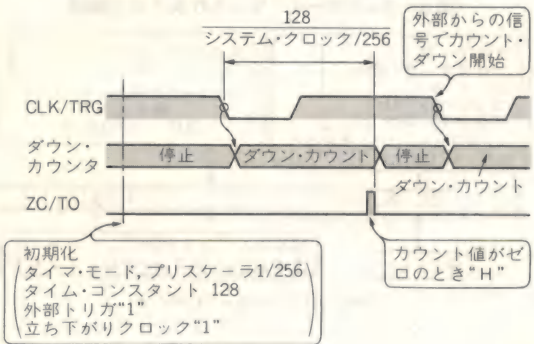 128
システム・クロック/256
外部からの信
号でカウント・
ダウン開始
CLK/TRG
ダウン・
カウンタ
停止
ダウン・カウント
停止
ダウン・カウント
ZC/TO
初期化
タイマ・モード,プリスケーラ1/256
タイム・コンスタント 128
外部トリガ“1”
立ち下がりクロック“1”
カウント値がゼ
ロのとき“H”